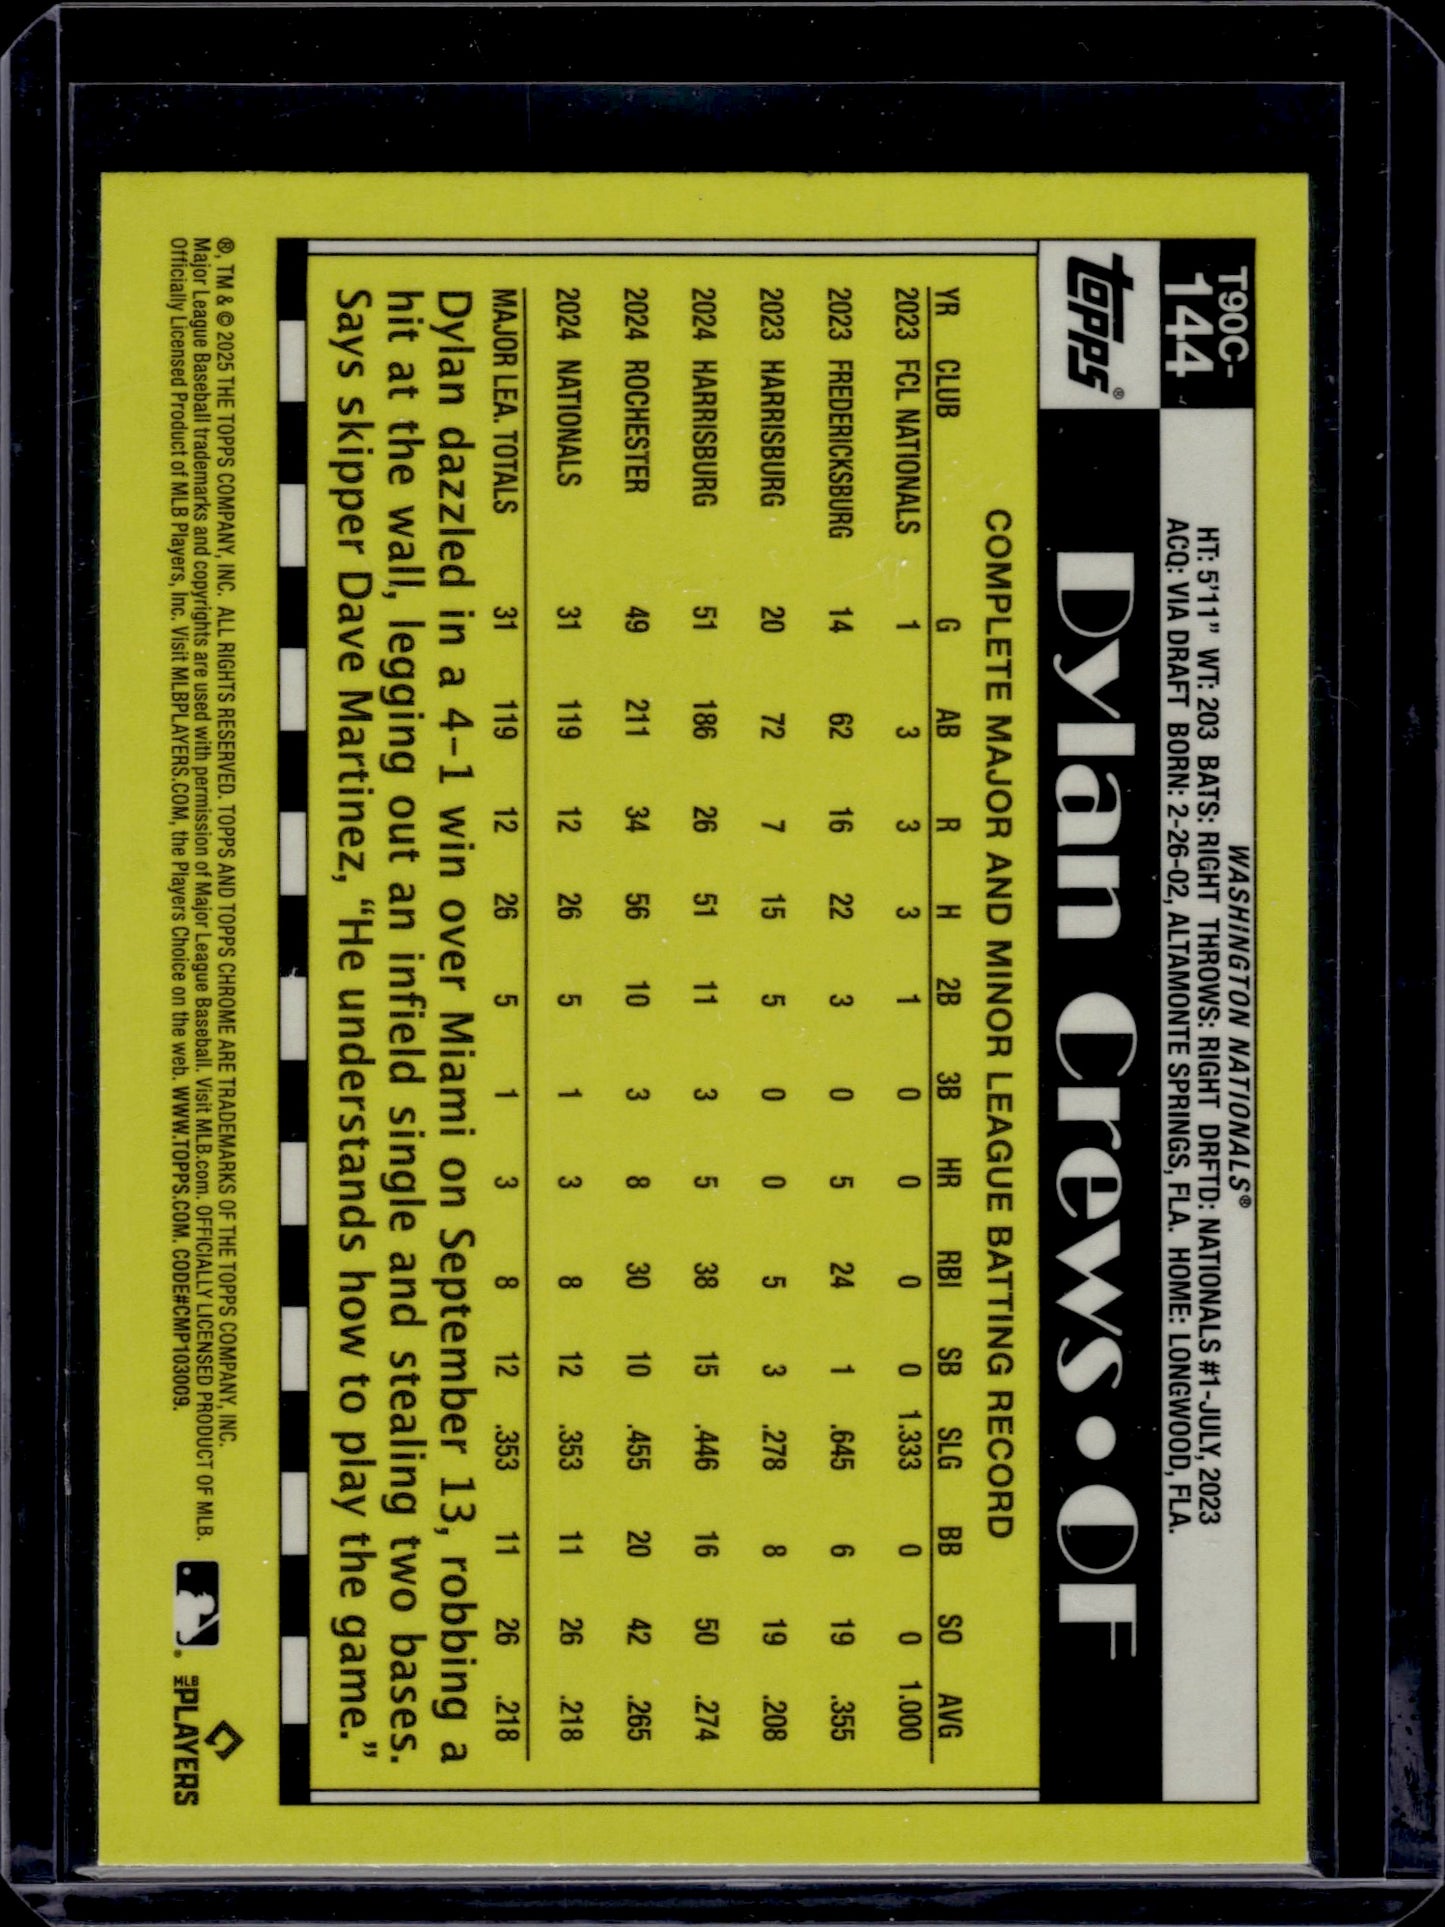 T90C-
144
WASHINGTON NATIONALS®
HT: 5'11" WT: 203 BATS: RIGHT THROWS: RIGHT DRFTD: NATIONALS #1-JULY, 2023
ACQ: VIA DRAFT BORN: 2-26-02, ALTAMONTE SPRINGS, FLA. HOME: LONGWOOD, FLA.
topps®
Dylan Crews • OF
COMPLETE MAJOR AND MINOR LEAGUE BATTING RECORD
YR CLUB G AB R H 2B 3B HR RBI SB SLG BB SO AVG
2023 FCL NATIONALS 1 3 3 3 1 0 0 0 0 1.333 0 0 1.000
2023 FREDERICKSBURG 14 62 16 22 3 0 5 24 1 .645 6 19 .355
2023 HARRISBURG 20 72 7 15 5 0 0 5 3 .278 8 19 .208
2024 HARRISBURG 51 186 26 51 11 3 5 38 15 .446 16 50 .274
2024 ROCHESTER 49 211 34 56 10 3 8 30 10 .455 20 42 .265
2024 NATIONALS 31 119 12 26 5 1 3 8 12 .353 11 26 .218
MAJOR LEA. TOTALS 31 119 12 26 5 1 3 8 12 .353 11 26 .218
Dylan dazzled in a 4-1 win over Miami on September 13, robbing a
hit at the wall, legging out an infield single and stealing two bases.
Says skipper Dave Martinez, “He understands how to play the game.”
®, TM & © 2025 THE TOPPS COMPANY, INC. ALL RIGHTS RESERVED. TOPPS AND TOPPS CHROME ARE TRADEMARKS OF THE TOPPS COMPANY, INC.
Major League Baseball trademarks and copyrights are used with permission of Major League Baseball. Visit MLB.com. OFFICIALLY LICENSED PRODUCT OF MLB.
Officially Licensed Product of MLB Players, Inc. Visit MLBPLAYERS.COM, the Players Choice on the web. WWW.TOPPS.COM. CODE#CMP103009.
MLB PLAYERS